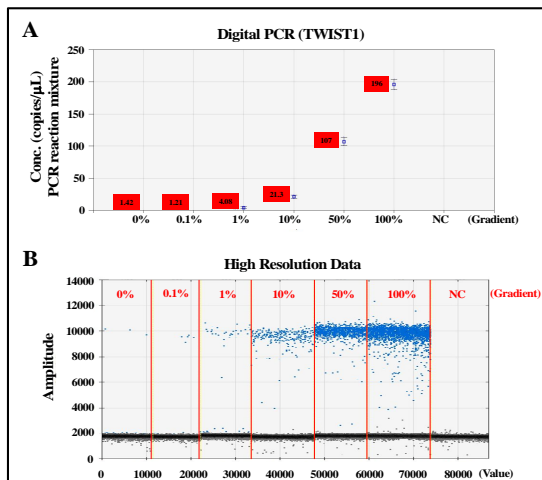 A
Digital PCR (TWIST1)
Conc. (copies/µL)
PCR reaction mixture
250
200
150
100
50
0
1.42
1.21
4.08
21.3
107
196
0% 0.1% 1% 10% 50% 100% NC (Gradient)
B
High Resolution Data
Amplitude
14000
12000
10000
8000
6000
4000
2000
0
0% 0.1% 1% 10% 50% 100% NC (Gradient)
0 10000 20000 30000 40000 50000 60000 70000 80000 (Value)